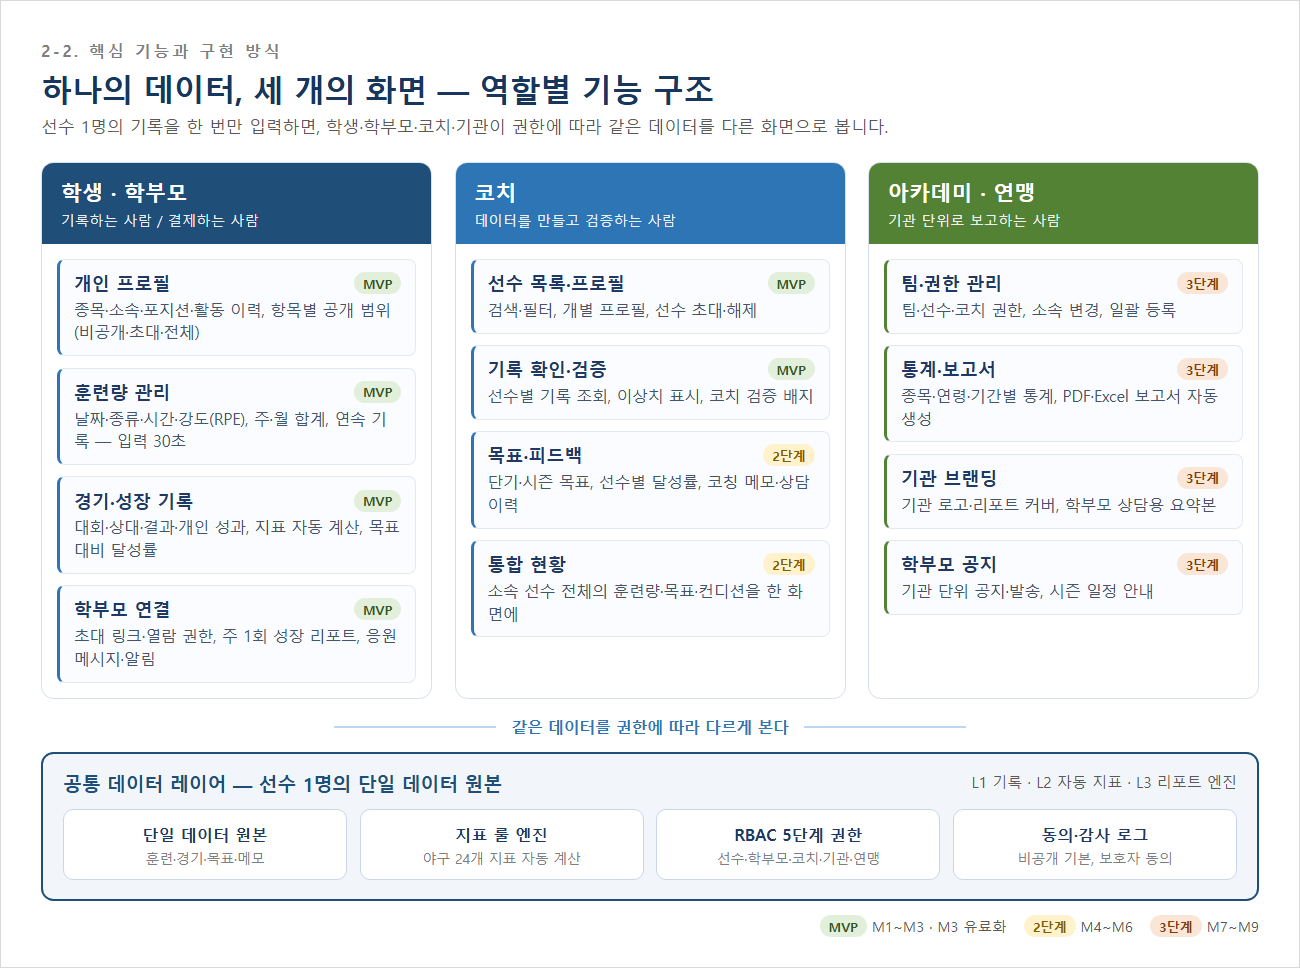 2-2. 핵심 기능과 구현 방식
하나의 데이터, 세 개의 화면 — 역할별 기능 구조
선수 1명의 기록을 한 번만 입력하면, 학생·학부모·코치·기관이 권한에 따라 같은 데이터를 다른 화면으로 봅니다.
학생 · 학부모
기록하는 사람 / 결제하는 사람
개인 프로필 MVP
종목·소속·포지션·활동 이력, 항목별 공개 범위
(비공개·초대·전체)
훈련량 관리 MVP
날짜·종류·시간·강도(RPE), 주·월 합계, 연속 기
록 — 입력 30초
경기·성장 기록 MVP
대회·상대·결과·개인 성과, 지표 자동 계산, 목표
대비 달성률
학부모 연결 MVP
초대 링크·열람 권한, 주 1회 성장 리포트, 응원
메시지·알림
코치
데이터를 만들고 검증하는 사람
선수 목록·프로필 MVP
검색·필터, 개별 프로필, 선수 초대·해제
기록 확인·검증 MVP
선수별 기록 조회, 이상치 표시, 코치 검증 배지
목표·피드백 2단계
단기·시즌 목표, 선수별 달성률, 코칭 메모·상담
이력
통합 현황 2단계
소속 선수 전체의 훈련량·목표·컨디션을 한 화
면에
아카데미 · 연맹
기관 단위로 보고하는 사람
팀·권한 관리 3단계
팀·선수·코치 권한, 소속 변경, 일괄 등록
통계·보고서 3단계
종목·연령·기간별 통계, PDF·Excel 보고서 자동
생성
기관 브랜딩 3단계
기관 로고·리포트 커버, 학부모 상담용 요약본
학부모 공지 3단계
기관 단위 공지·발송, 시즌 일정 안내
같은 데이터를 권한에 따라 다르게 본다
공통 데이터 레이어 — 선수 1명의 단일 데이터 원본
L1 기록 · L2 자동 지표 · L3 리포트 엔진
단일 데이터 원본
훈련·경기·목표·메모
지표 룰 엔진
야구 24개 지표 자동 계산
RBAC 5단계 권한
선수·학부모·코치·기관·연맹
동의·감사 로그
비공개 기본, 보호자 동의
MVP M1~M3 · M3 유료화 2단계 M4~M6 3단계 M7~M9